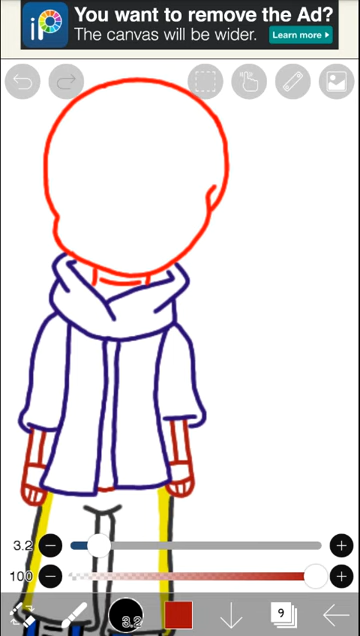 You want to remove the Ad?
iP
The canvas will be wider.
Learn more
3.2
100
3.2
9